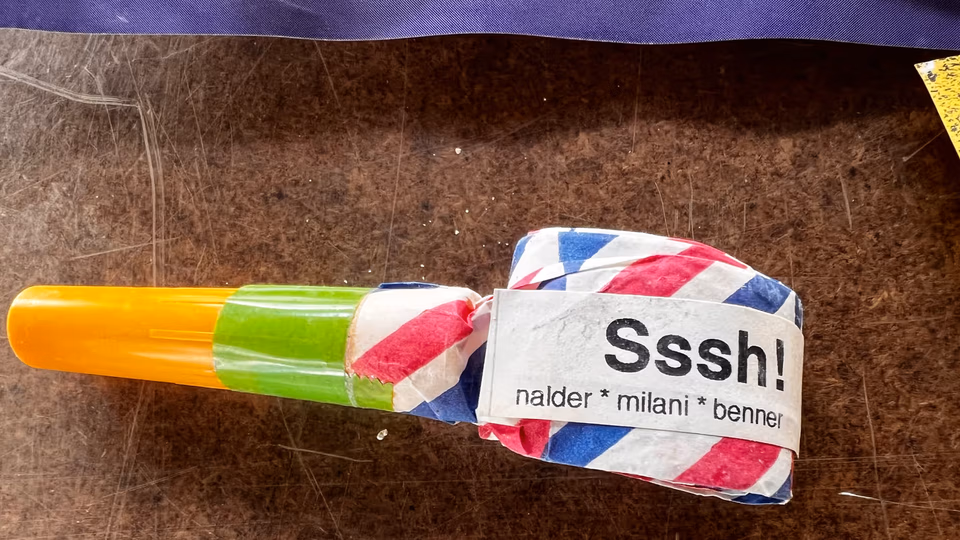 Sssh!
nalder * milani * benner